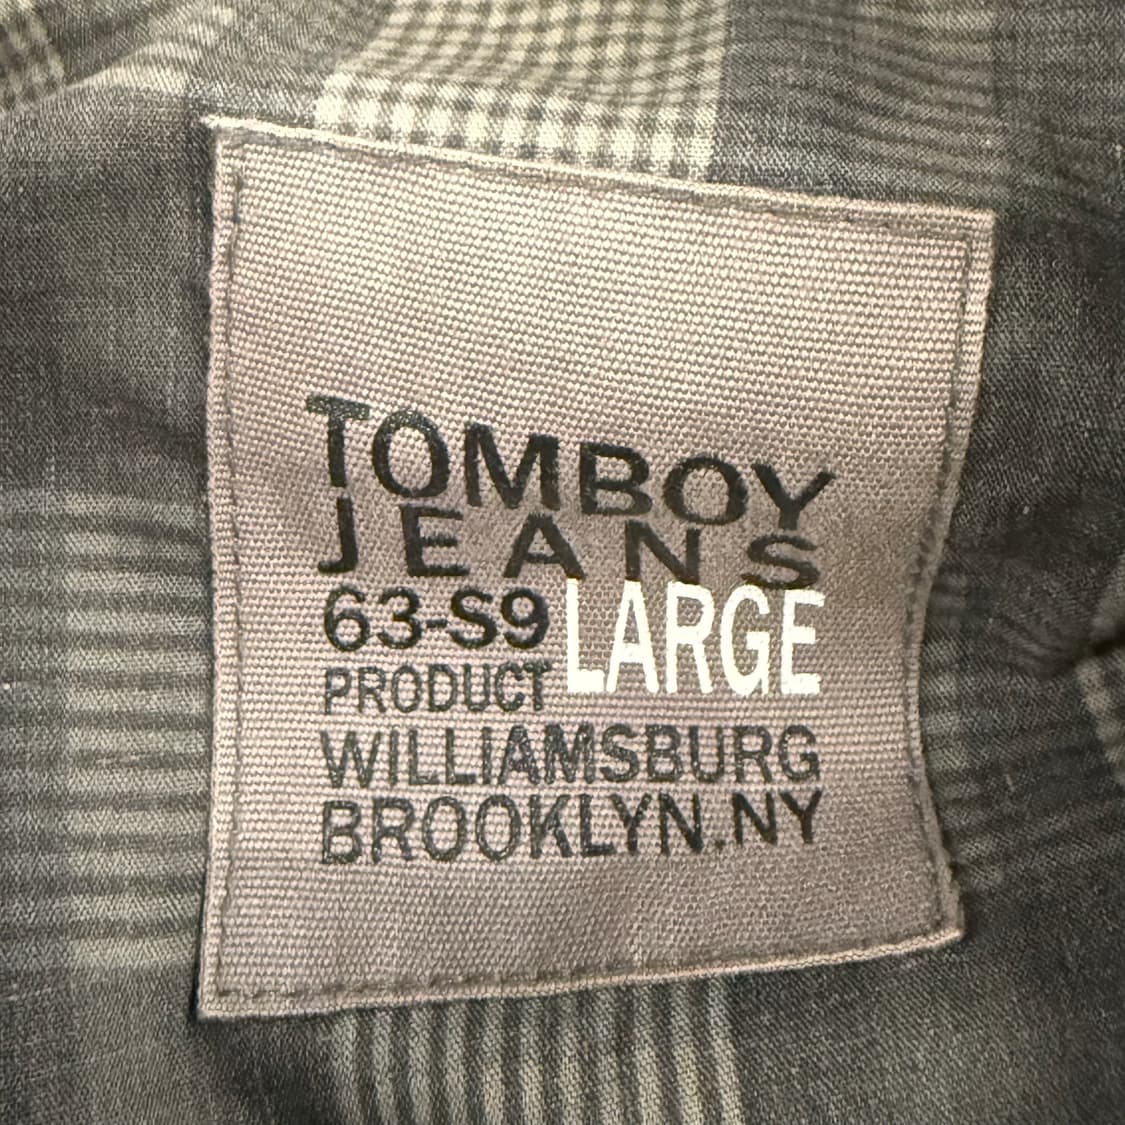 TOMBOY
JEANS
63-S9 LARGE
PRODUCT
WILLIAMSBURG
BROOKLYN.NY